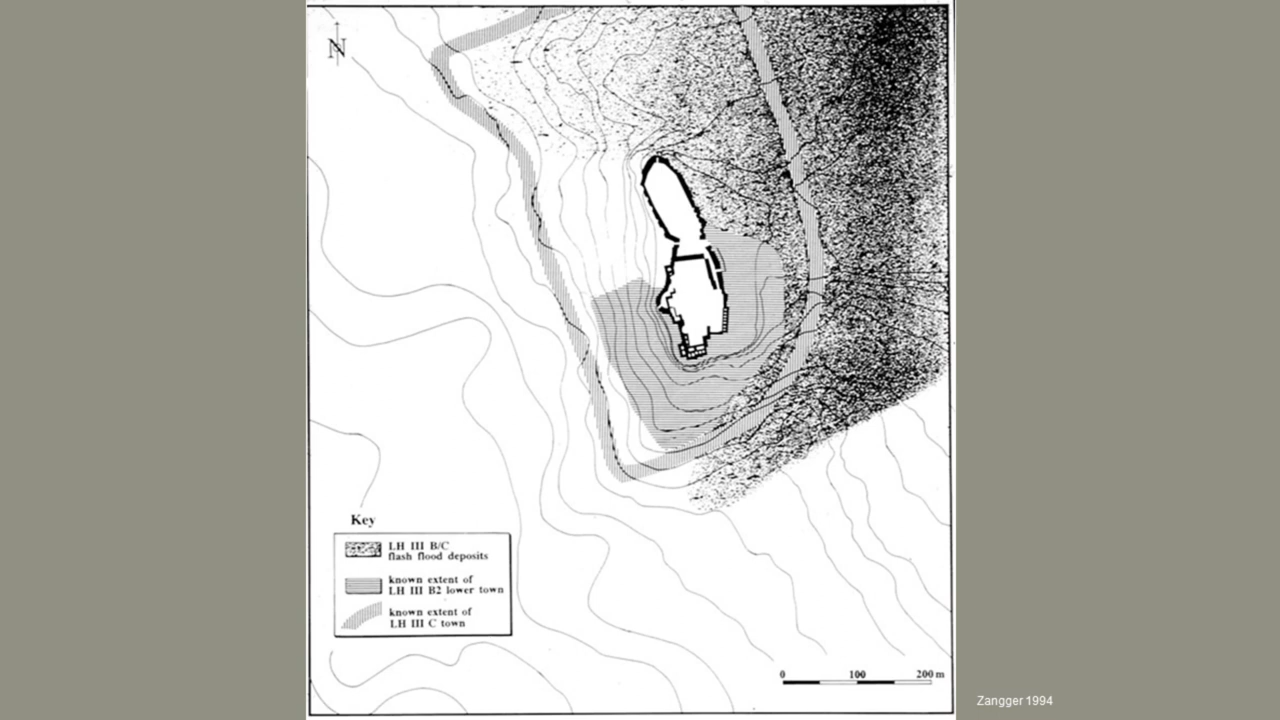 N
Key
LH III B/C
flash flood deposits
known extent of
LH III B2 lower town
known extent of
LH III C town
0 100 200 m
Zangger 1994